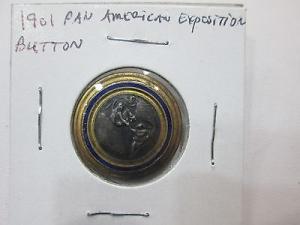 1901 PAN AMERICAN EXPOSITION
BUTTON